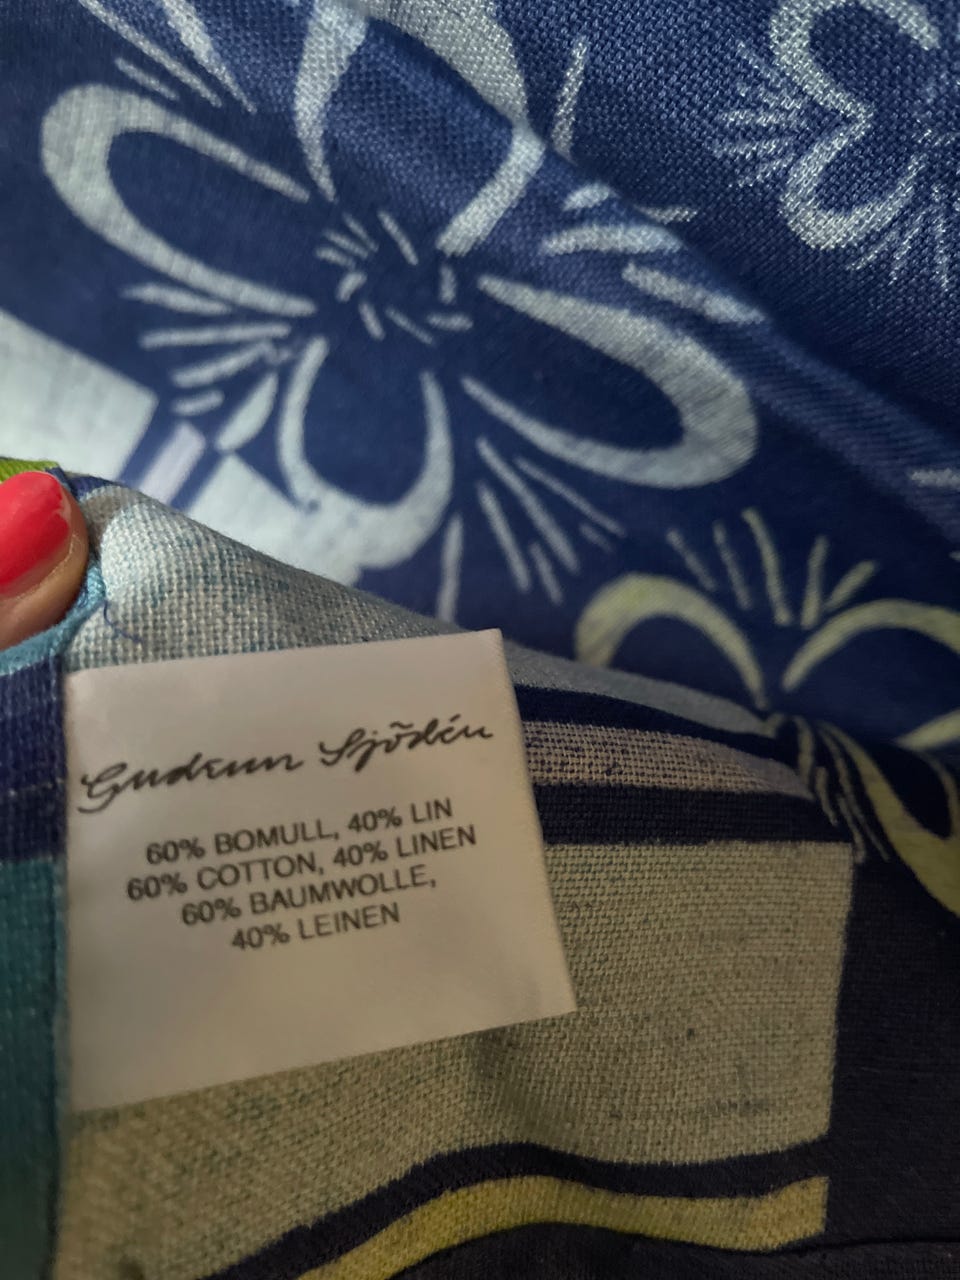 Gudrun Sjödén
60% BOMULL, 40% LIN
60% COTTON, 40% LINEN
60% BAUMWOLLE,
40% LEINEN